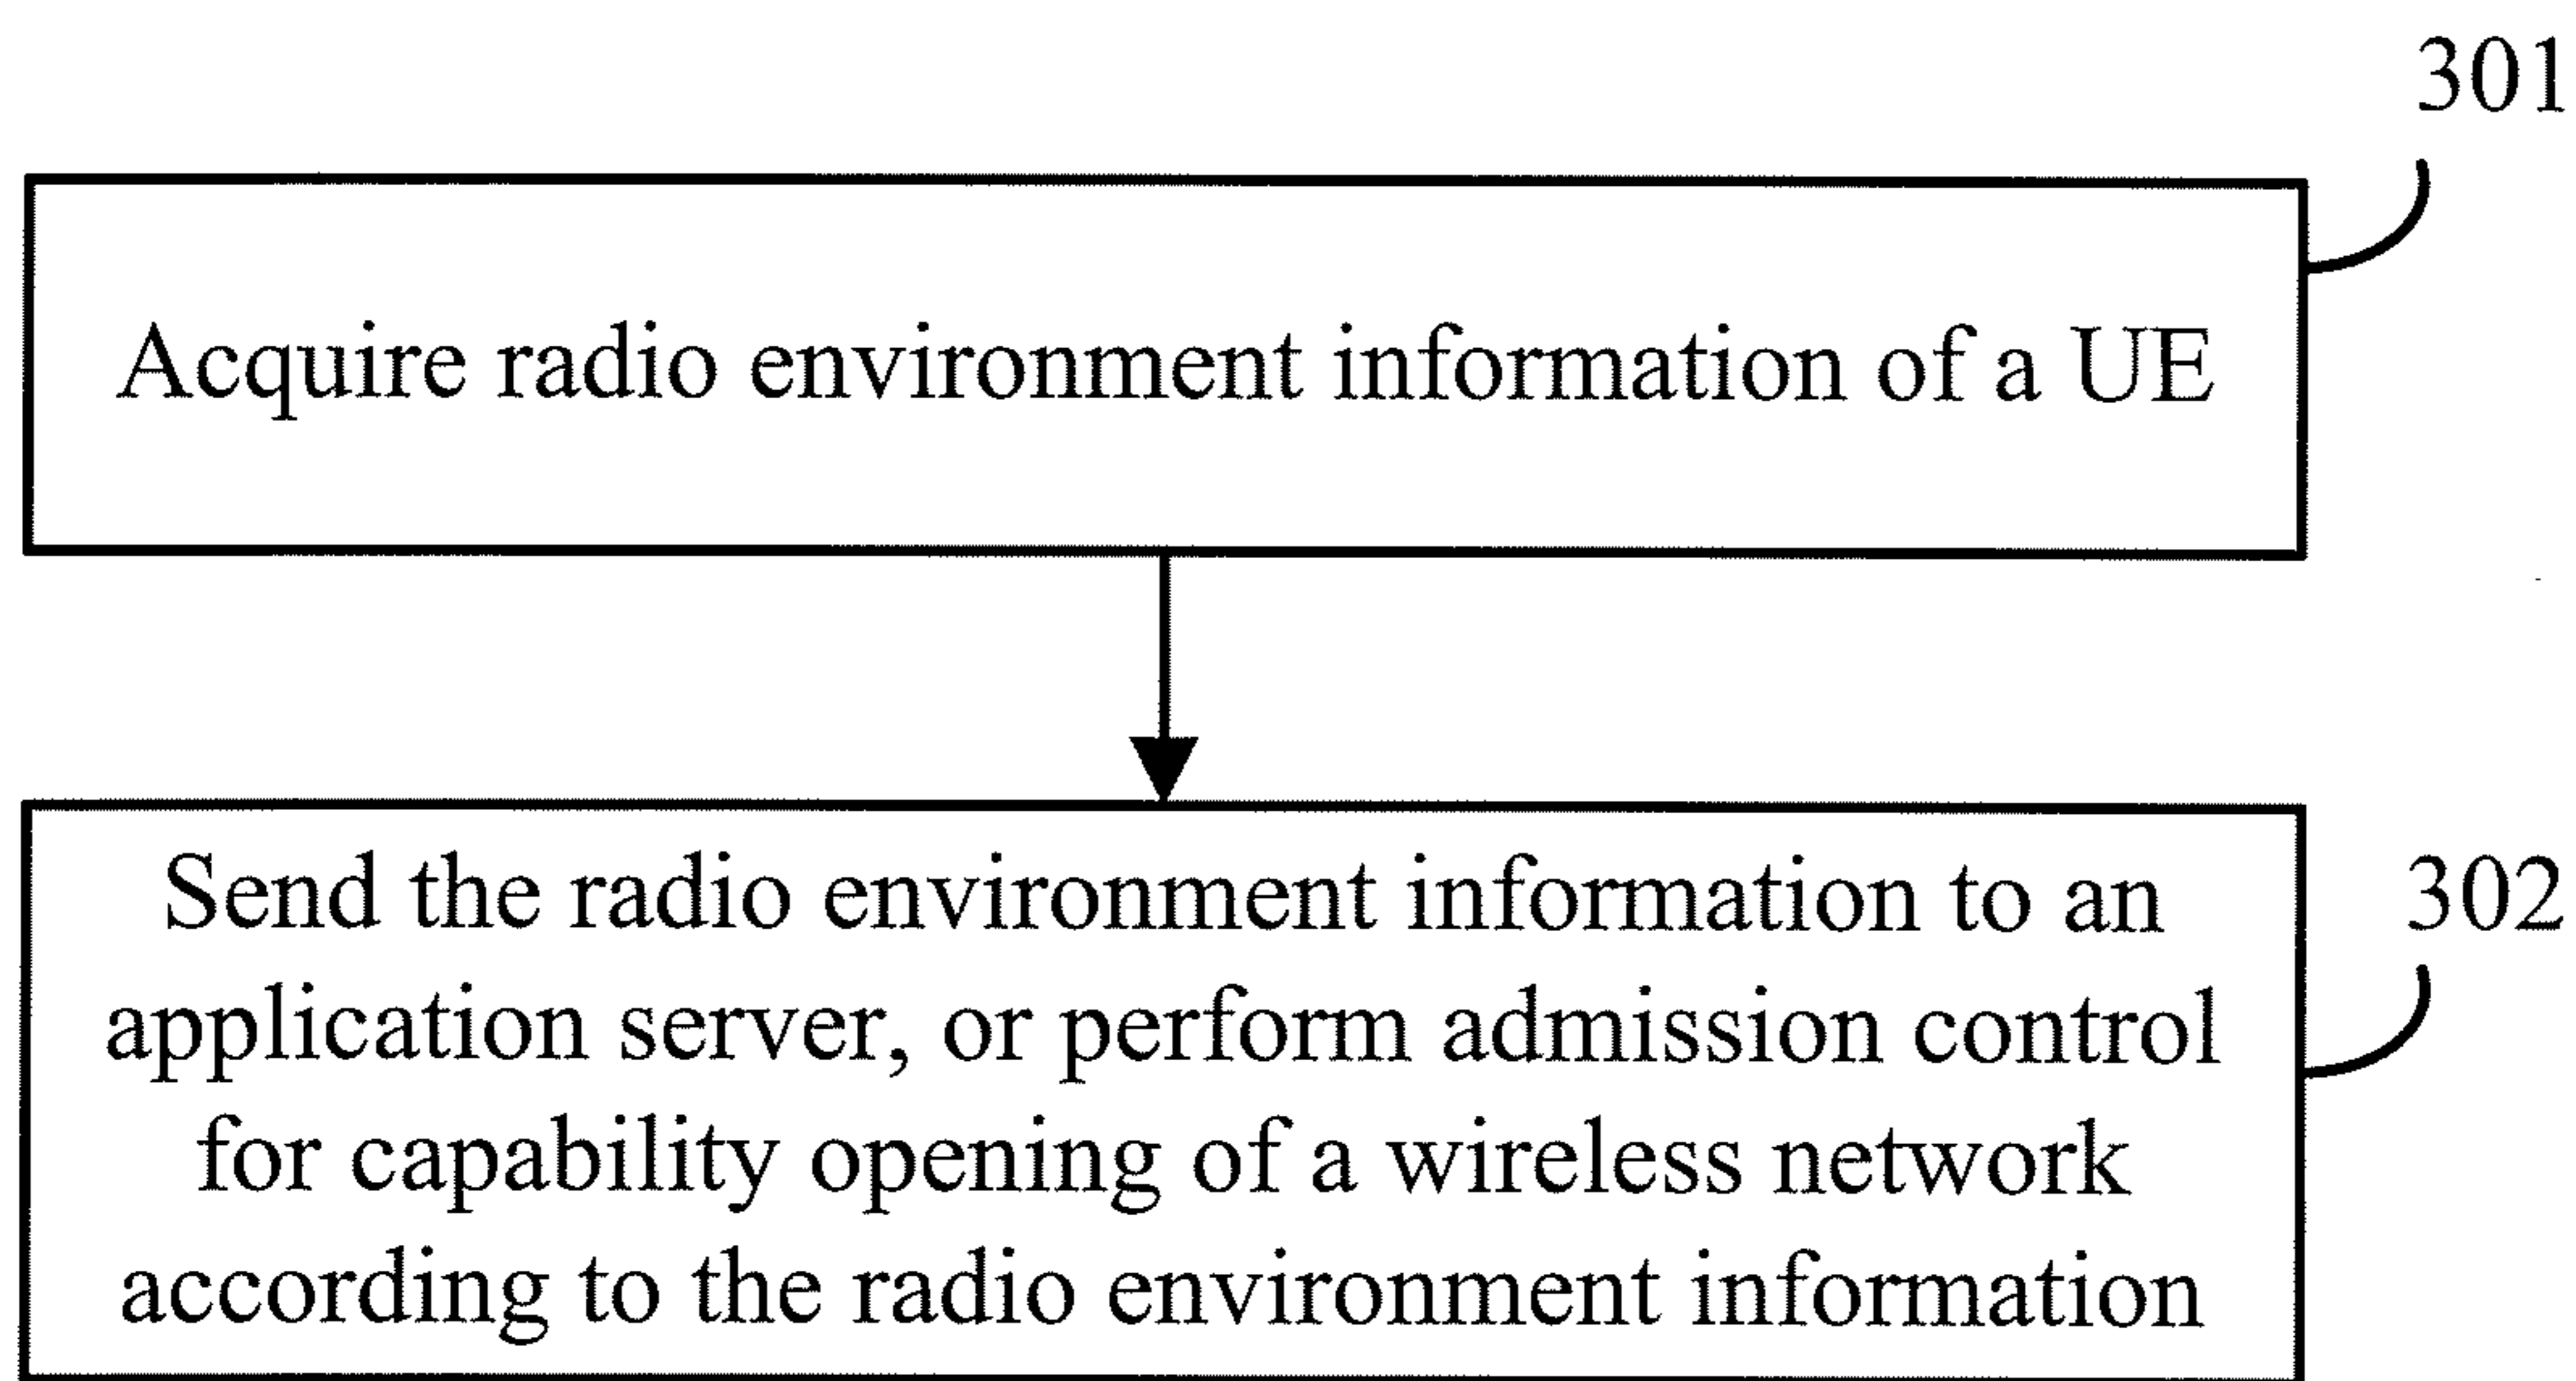 301
Acquire radio environment information of a UE
Send the radio environment information to an
302
application server, or perform admission control
for capability opening of a wireless network
according to the radio environment information